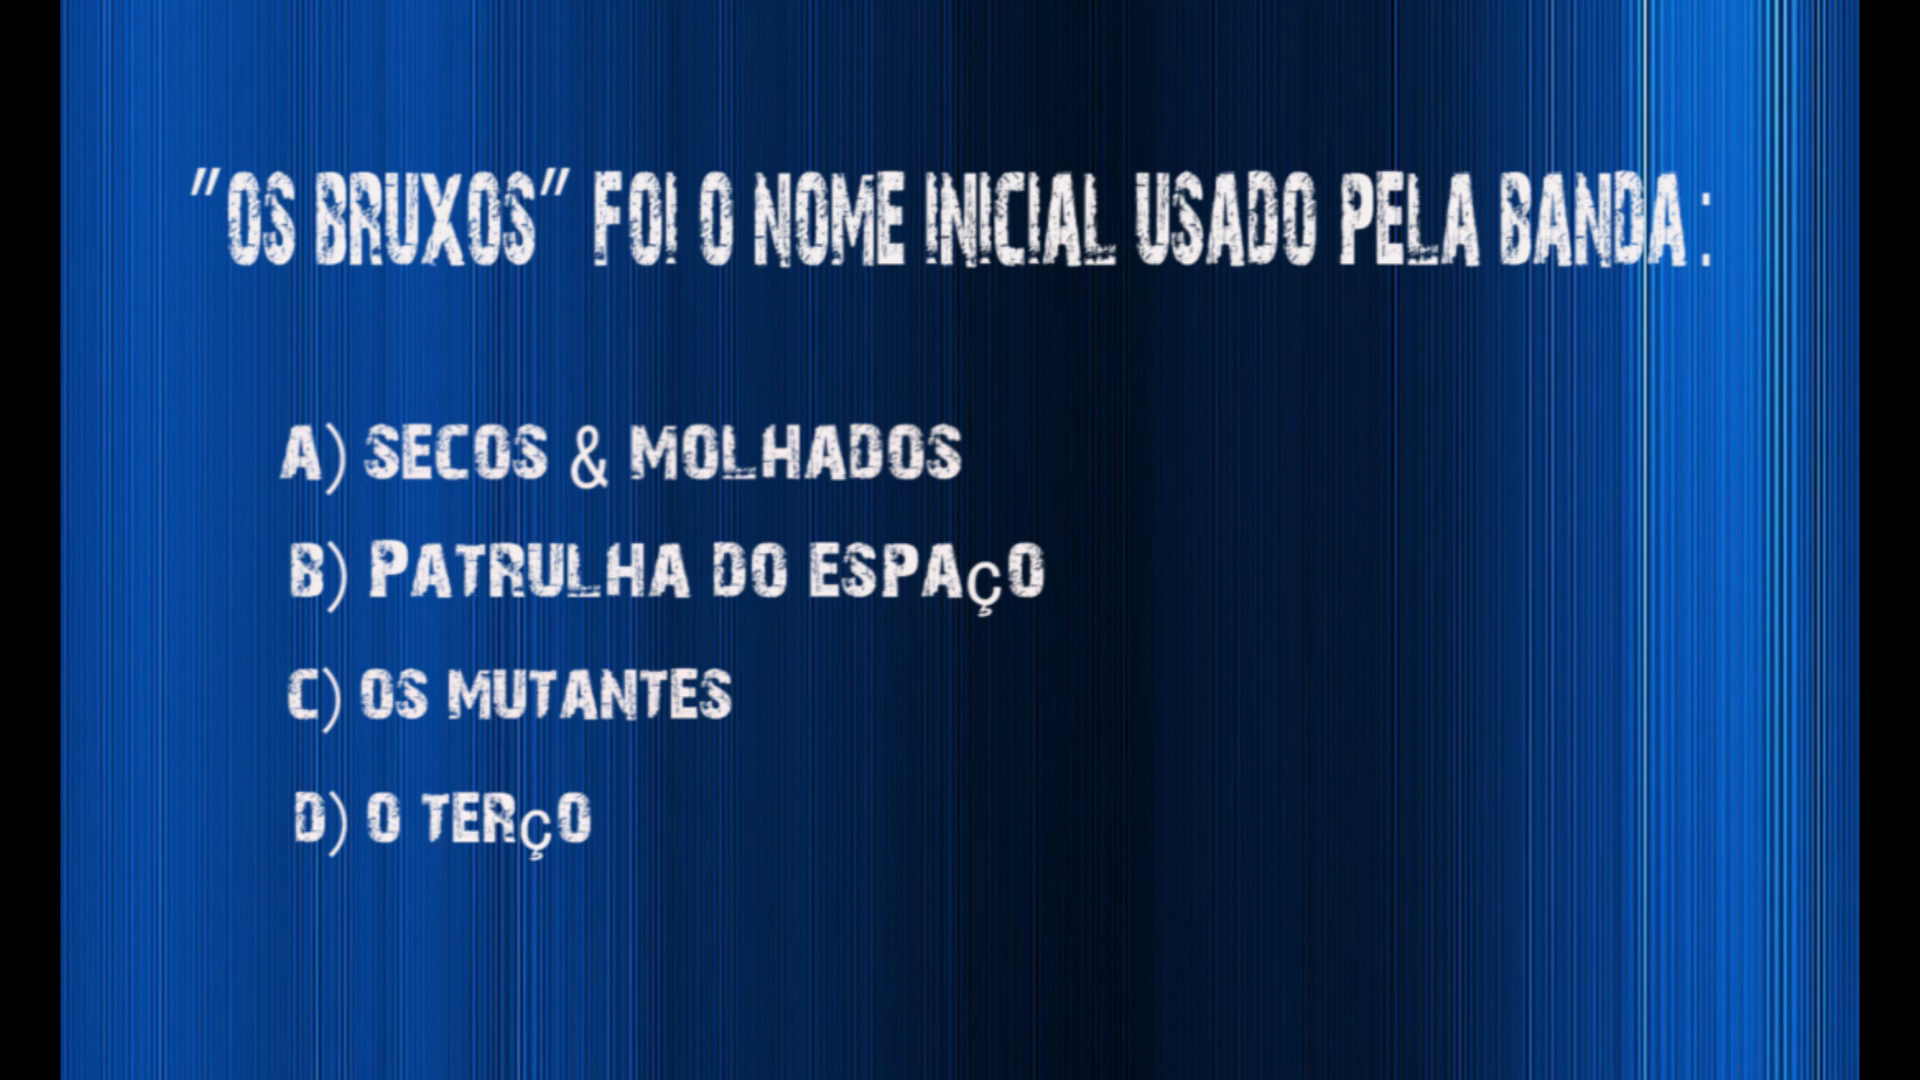 "OS BRUXOS" FOI O NOME INICIAL USADO PELA BANDA:
A) SECOS & MOLHADOS
B) PATRULHA DO ESPAçO
C) OS MUTANTES
D) O TERçO